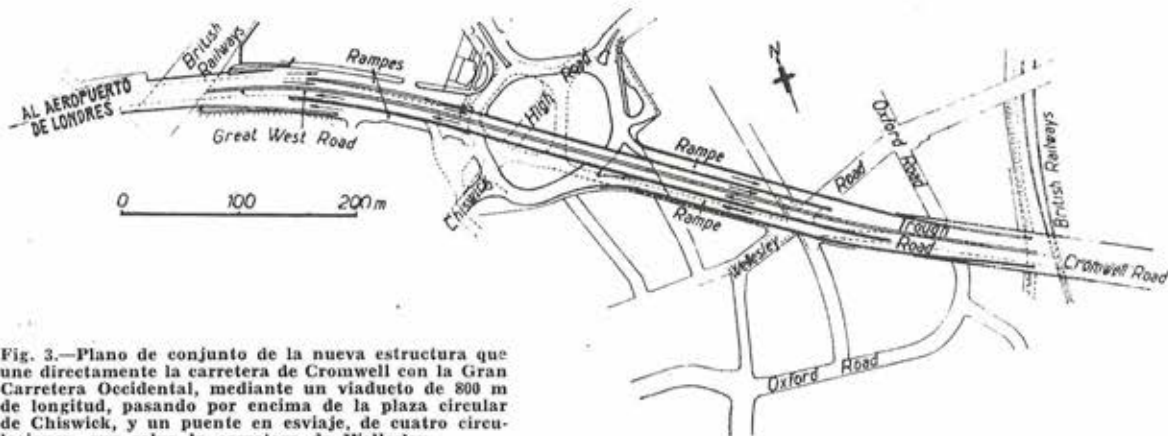 British
Railways
Rampes
AL AEROPUERTO
DE LONDRES
Great West Road
High
Road
N
Oxford Road
British Railways
Rampe
Road
0 100 200 m
Chiswick
Rampe
Wellesley
Trough
Road
Cromwell Road
Oxford Road
Fig. 3.—Plano de conjunto de la nueva estructura que
une directamente la carretera de Cromwell con la Gran
Carretera Occidental, mediante un viaducto de 800 m
de longitud, pasando por encima de la plaza circular
de Chiswick, y un puente en esviaje, de cuatro circu-